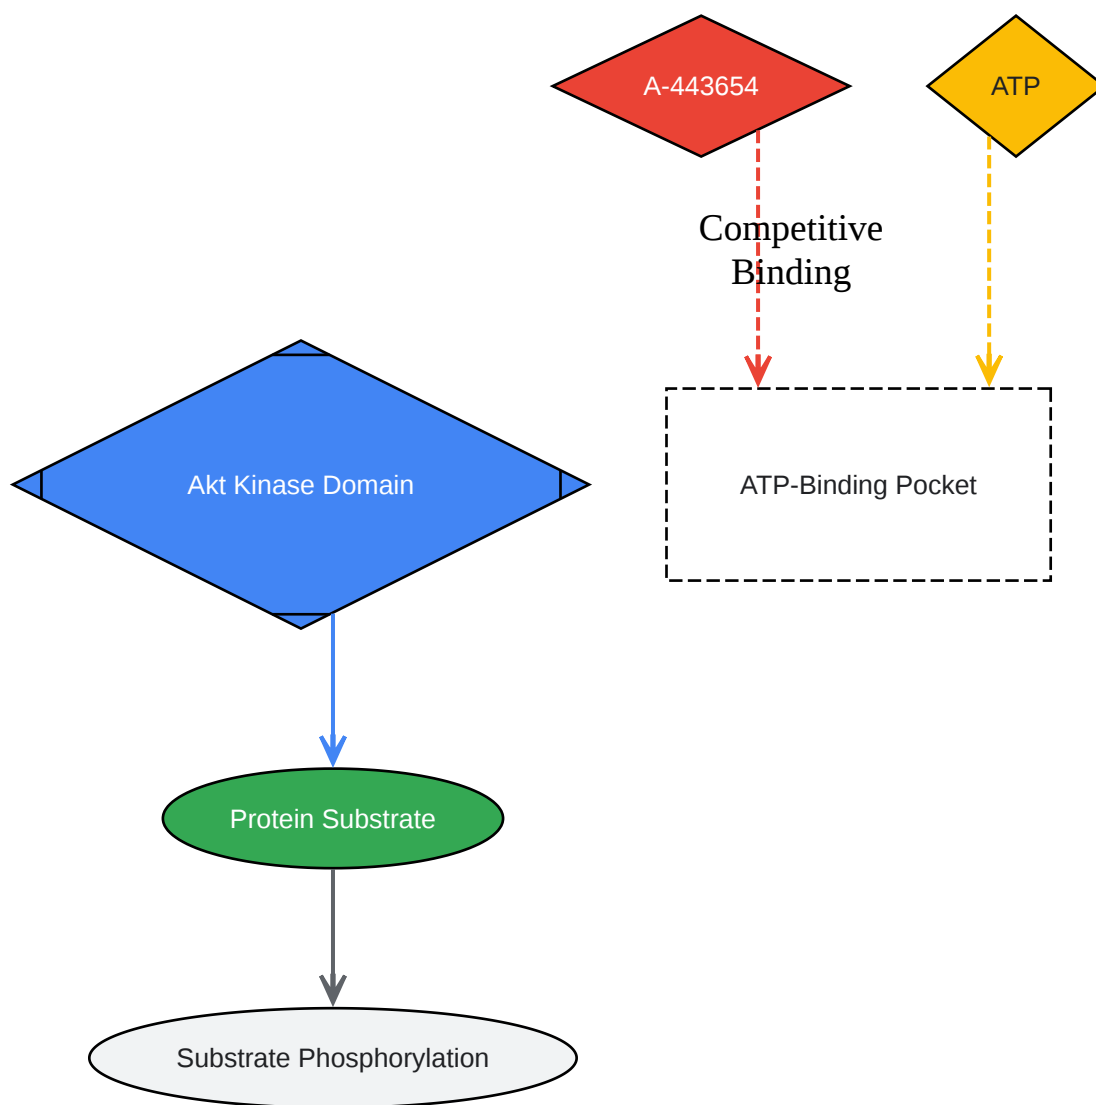 A-443654
ATP
Competitive
Binding
Akt Kinase Domain
ATP-Binding Pocket
Protein Substrate
Substrate Phosphorylation